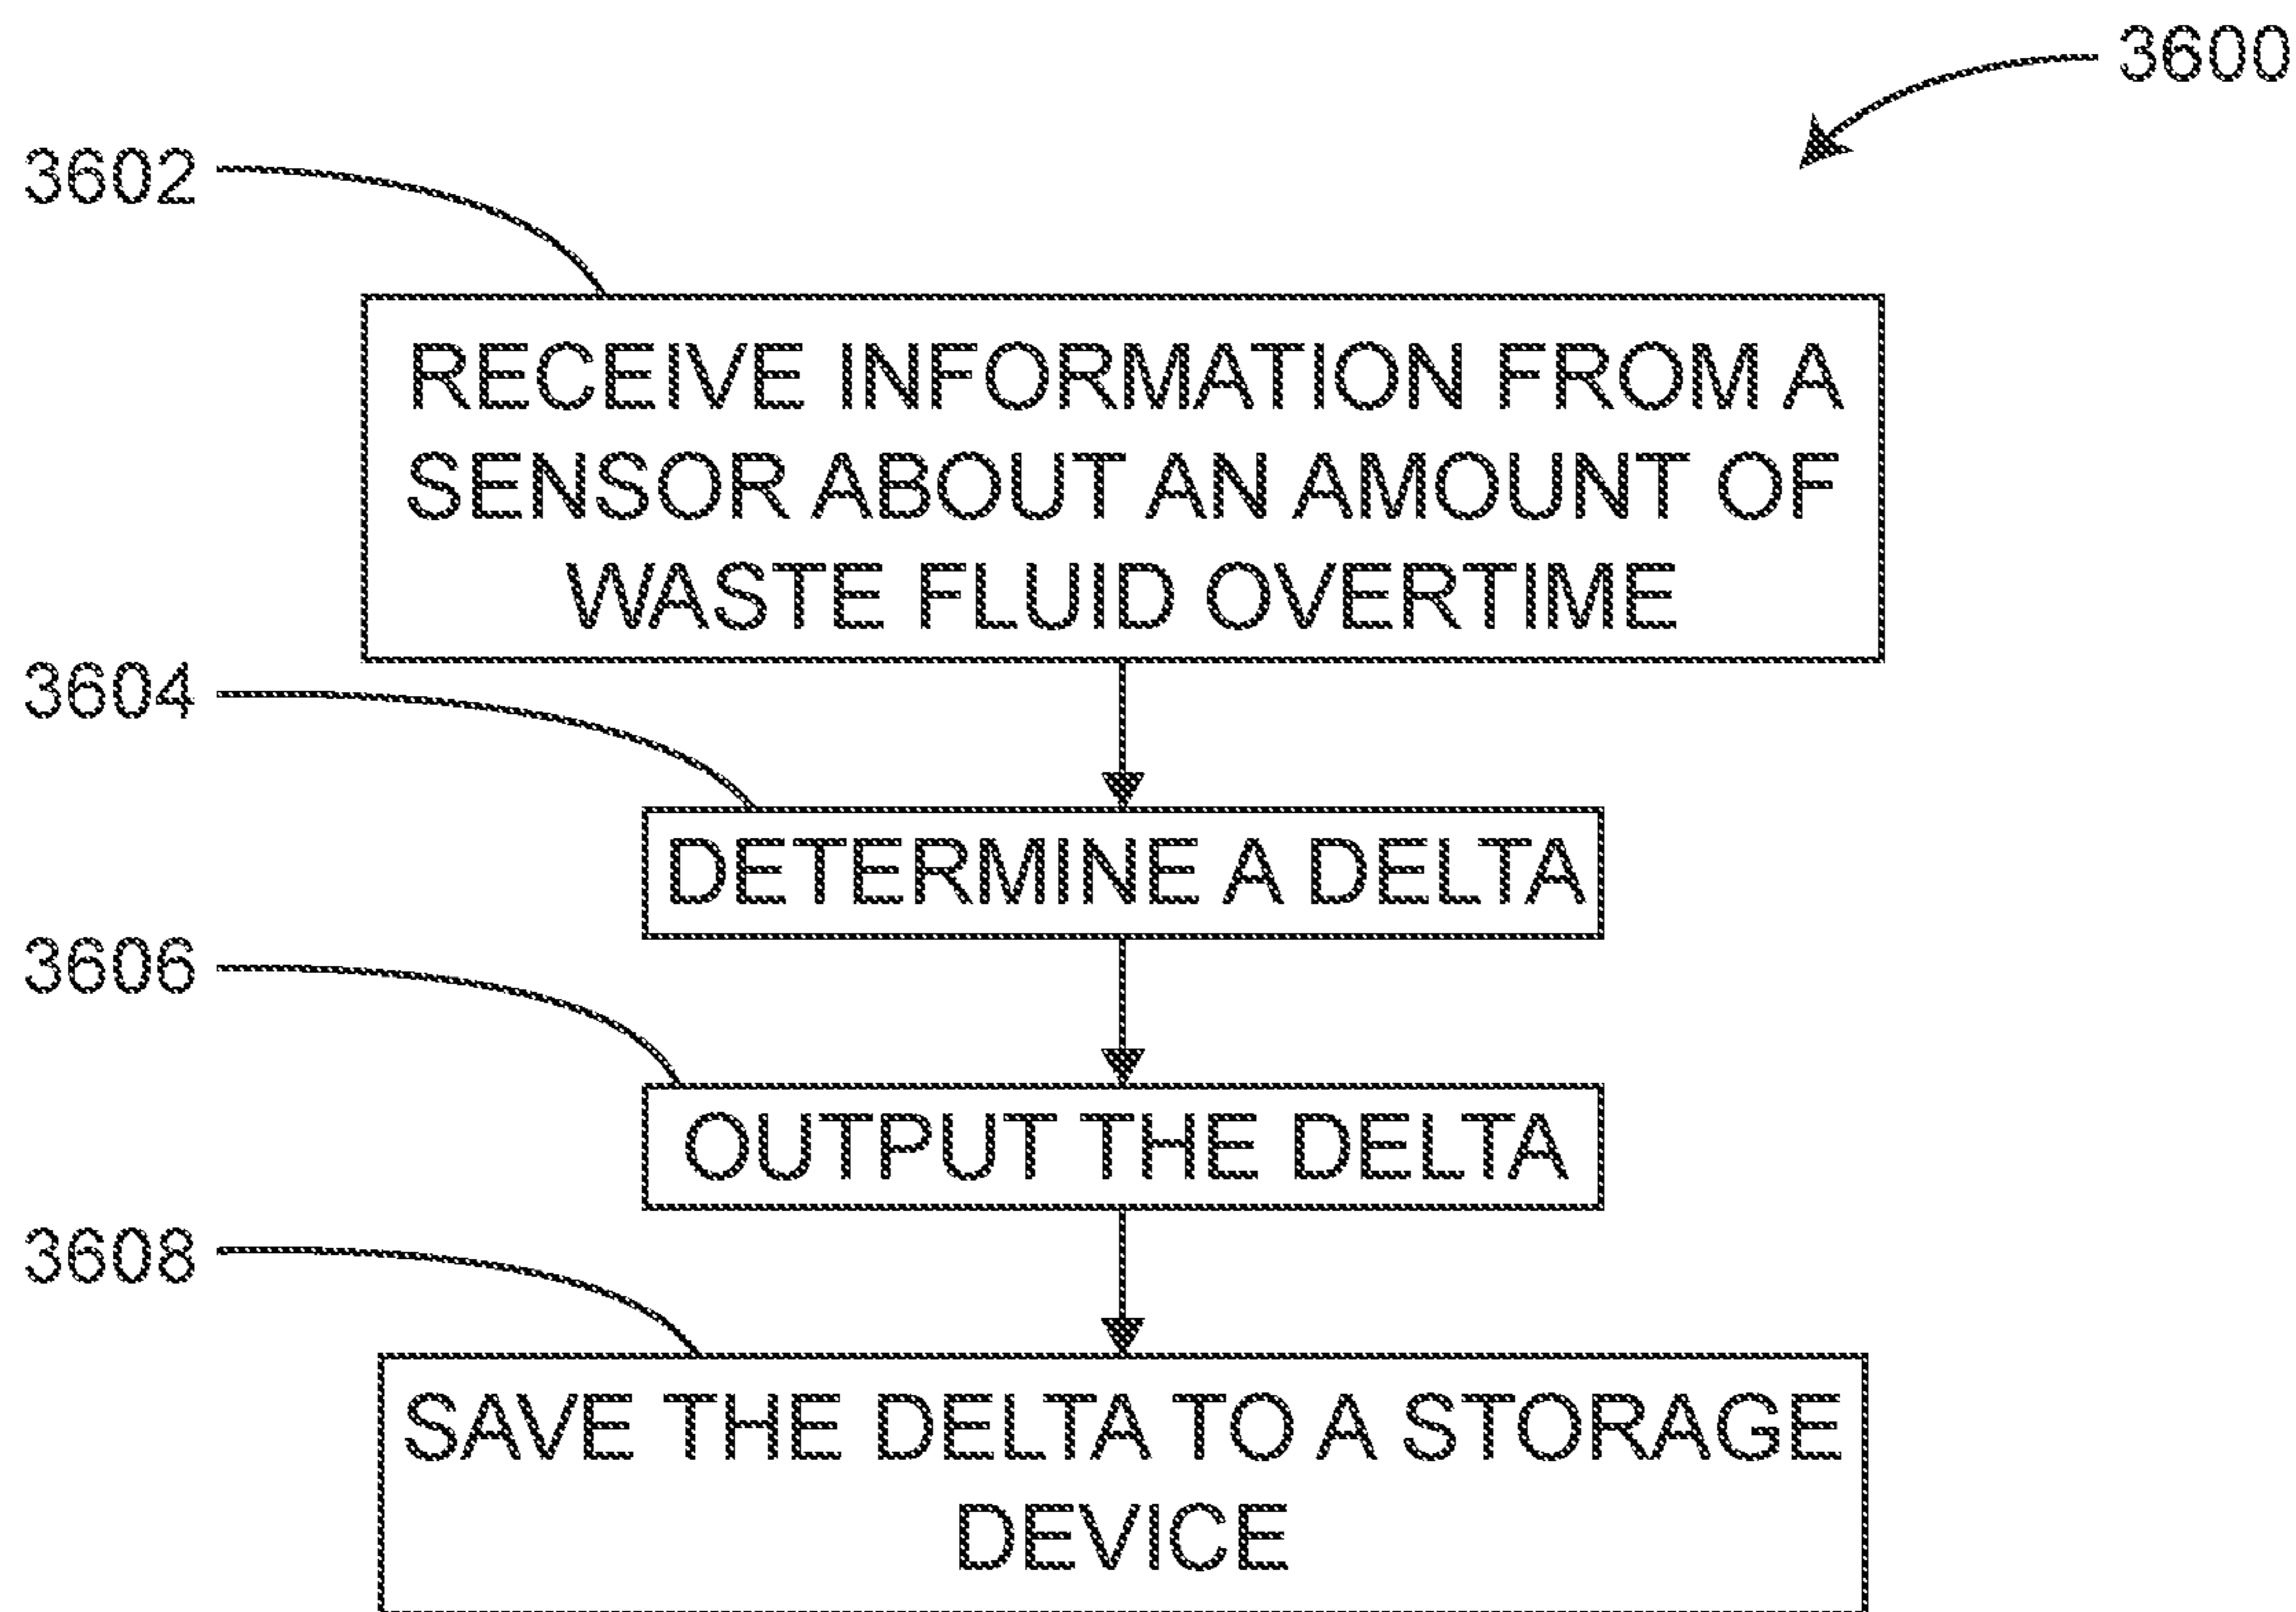 3600
3602
RECEIVE INFORMATION FROM A
SENSOR ABOUT AN AMOUNT OF
WASTE FLUID OVERTIME
3604
DETERMINE A DELTA
3606
OUTPUT THE DELTA
3608
SAVE THE DELTA TO A STORAGE
DEVICE